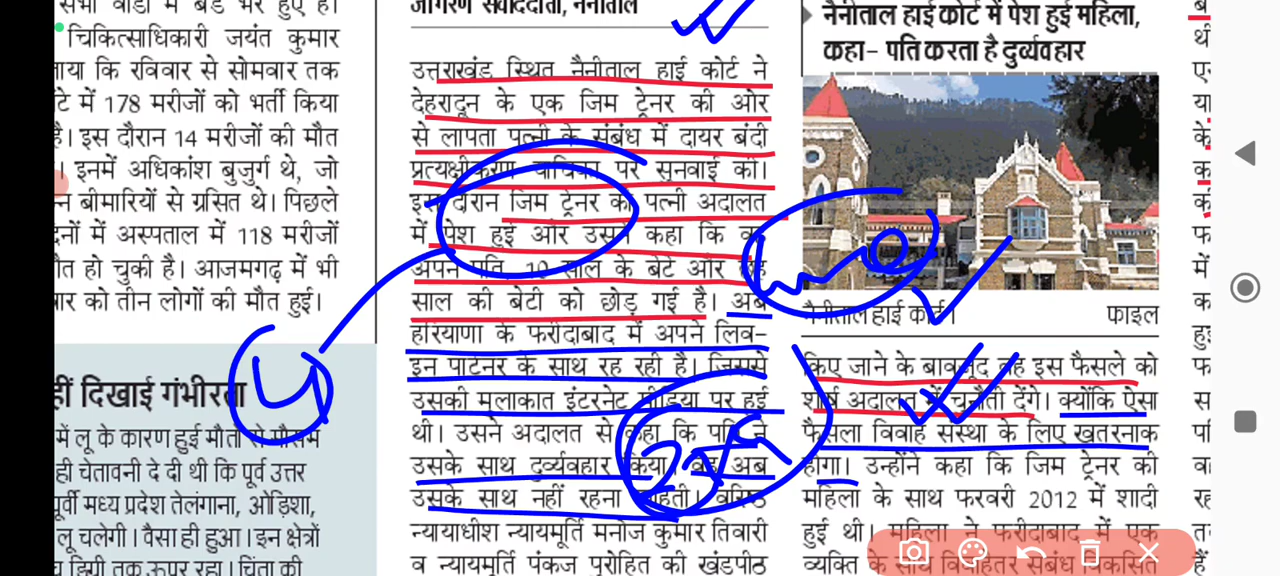 सभी वार्डों में बेड भरे हुए हैं।
चिकित्साधिकारी जयंत कुमार
ताया कि रविवार से सोमवार तक
टे में 178 मरीजों को भर्ती किया
है। इस दौरान 14 मरीजों की मौत
। इनमें अधिकांश बुजुर्ग थे, जो
न बीमारियों से ग्रसित थे। पिछले
दनों में अस्पताल में 118 मरीजों
मौत हो चुकी है। आजमगढ़ में भी
वार को तीन लोगों की मौत हुई।
हीं दिखाई गंभीरता
में लू के कारण हुई मौतों से मौसम
ही चेतावनी दे दी थी कि पूर्व उत्तर
पूर्वी मध्य प्रदेश तेलंगाना, ओड़िशा,
लू चलेगी। वैसा ही हुआ। इन क्षेत्रों
डिग्री तक ऊपर रहा। चिंता की
जागरण संवाददाता, नैनीताल
उत्तराखंड स्थित नैनीताल हाई कोर्ट ने
देहरादून के एक जिम ट्रेनर की ओर
से लापता पत्नी के संबंध में दायर बंदी
प्रत्यक्षीकरण याचिका पर सुनवाई की।
इस दौरान जिम ट्रेनर की पत्नी अदालत
में पेश हुई और उसने कहा कि वह
अपने पति, 10 साल के बेटे और छह
साल की बेटी को छोड़ गई है। अब
हरियाणा के फरीदाबाद में अपने लिव-
इन पार्टनर के साथ रह रही है। जिससे
उसकी मुलाकात इंटरनेट मीडिया पर हुई
थी। उसने अदालत से कहा कि पति ने
उसके साथ दुर्व्यवहार किया, वह अब
उसके साथ नहीं रहना चाहती। वरिष्ठ
न्यायाधीश न्यायमूर्ति मनोज कुमार तिवारी
व न्यायमूर्ति पंकज पुरोहित की खंडपीठ
नैनीताल हाई कोर्ट में पेश हुई महिला,
कहा- पति करता है दुर्व्यवहार
नैनीताल हाई कोर्ट। फाइल
किए जाने के बावजूद वह इस फैसले को
शीर्ष अदालत में चुनौती देंगे। क्योंकि ऐसा
फैसला विवाह संस्था के लिए खतरनाक
होगा। उन्होंने कहा कि जिम ट्रेनर की
महिला के साथ फरवरी 2012 में शादी
हुई थी। महिला ने फरीदाबाद में एक
व्यक्ति के साथ विवाहेतर संबंध विकसित